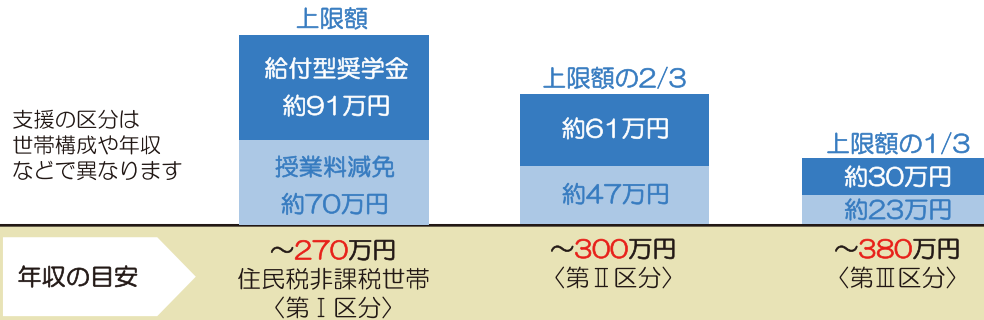 上限額
給付型奨学金
約91万円
授業料減免
約70万円
上限額の2/3
約61万円
約47万円
上限額の1/3
約30万円
約23万円
支援の区分は
世帯構成や年収
などで異なります
年収の目安
～270万円
住民税非課税世帯
〈第Ⅰ区分〉
～300万円
〈第Ⅱ区分〉
～380万円
〈第Ⅲ区分〉